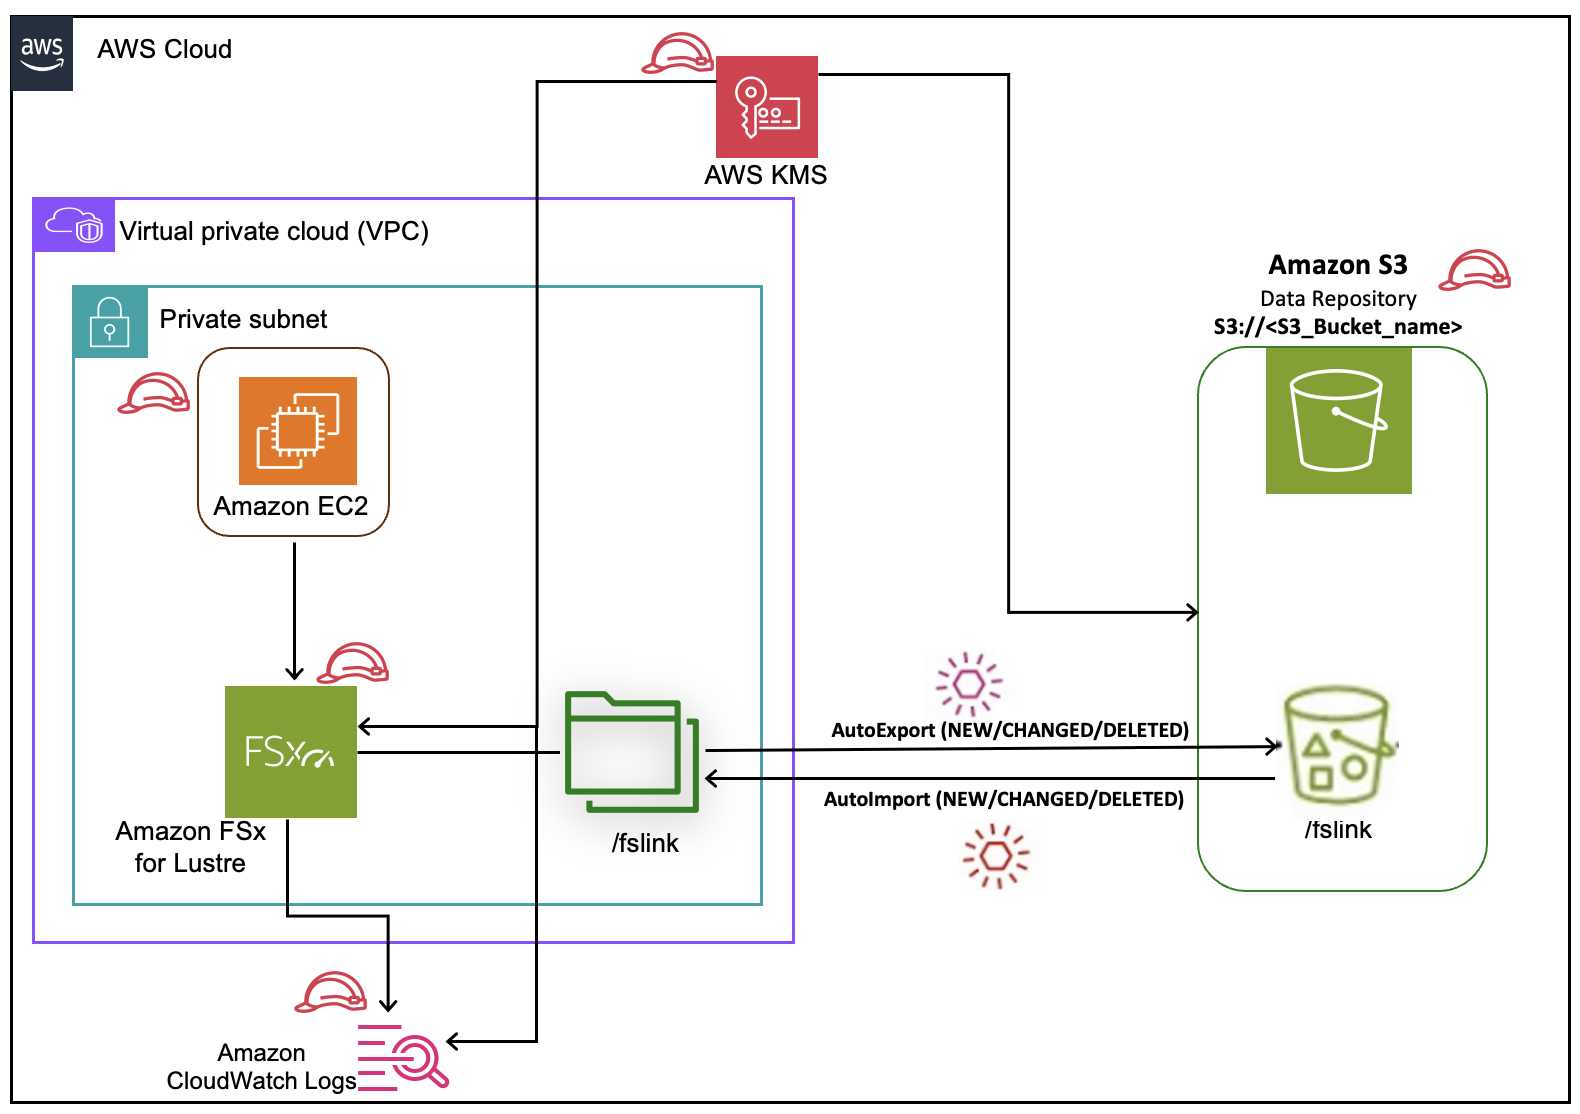 aws
AWS Cloud
AWS KMS
Virtual private cloud (VPC)
Private subnet
Amazon EC2
Amazon S3
Data Repository
S3://<S3_Bucket_name>
AutoExport (NEW/CHANGED/DELETED)
FSx
AutoImport (NEW/CHANGED/DELETED)
Amazon FSx
for Lustre
/fslink
/fslink
Amazon
CloudWatch Logs